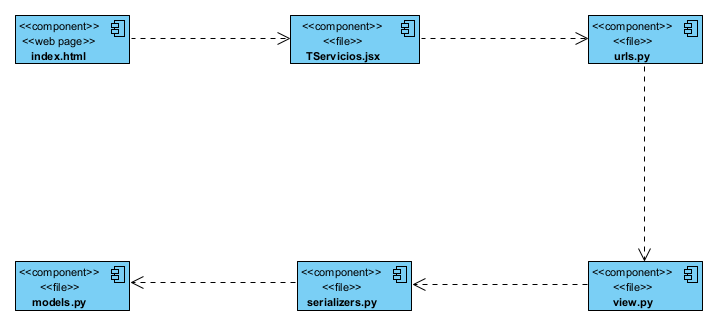 <<component>>
<<web page>>
index.html
<<component>>
<<file>>
TServicios.jsx
<<component>>
<<file>>
urls.py
<<component>>
<<file>>
models.py
<<component>>
<<file>>
serializers.py
<<component>>
<<file>>
view.py